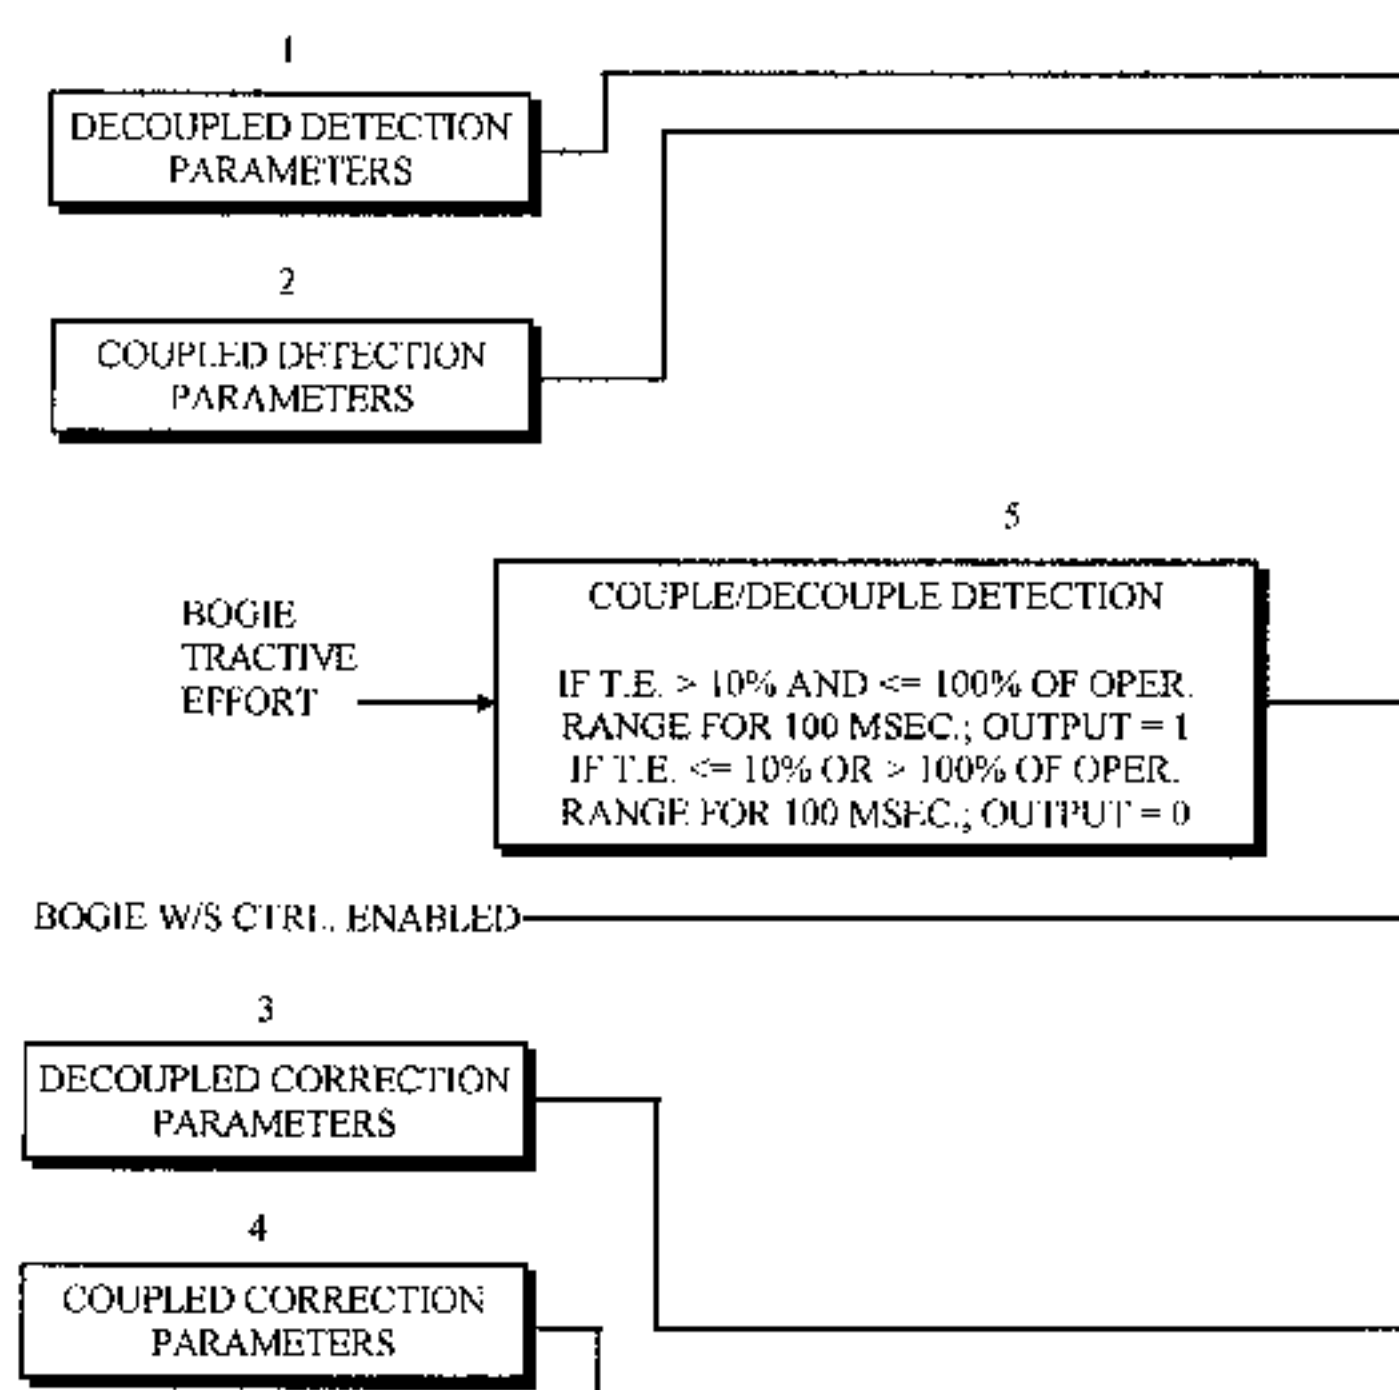 1
DECOUPLED DETECTION
PARAMETERS
2
COUPLED DETECTION
PARAMETERS
5
COUPLE/DECOUPLE DETECTION
IF T.E. > 10% AND <= 100% OF OPER.
RANGE FOR 100 MSEC.; OUTPUT = 1
IF T.E. <= 10% OR > 100% OF OPER.
RANGE FOR 100 MSEC.; OUTPUT = 0
BOGIE
TRACTIVE
EFFORT
BOGIE W/S CTRL. ENABLED
3
DECOUPLED CORRECTION
PARAMETERS
4
COUPLED CORRECTION
PARAMETERS